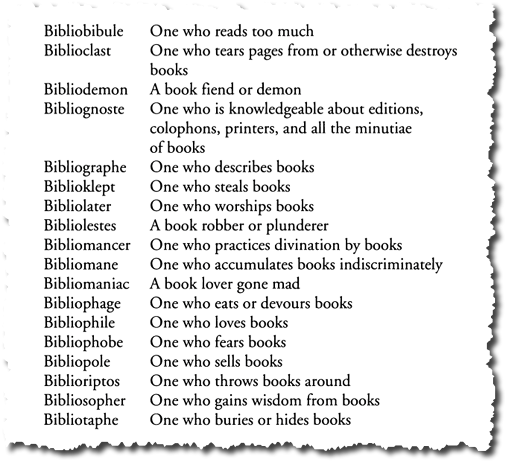 Bibliobibule One who reads too much
Biblioclast One who tears pages from or otherwise destroys
books
Bibliodemon A book fiend or demon
Bibliognoste One who is knowledgeable about editions,
colophons, printers, and all the minutiae
of books
Bibliographe One who describes books
Biblioklept One who steals books
Bibliolater One who worships books
Bibliolestes A book robber or plunderer
Bibliomancer One who practices divination by books
Bibliomane One who accumulates books indiscriminately
Bibliomaniac A book lover gone mad
Bibliophage One who eats or devours books
Bibliophile One who loves books
Bibliophobe One who fears books
Bibliopole One who sells books
Biblioriptos One who throws books around
Bibliosopher One who gains wisdom from books
Bibliotaphe One who buries or hides books